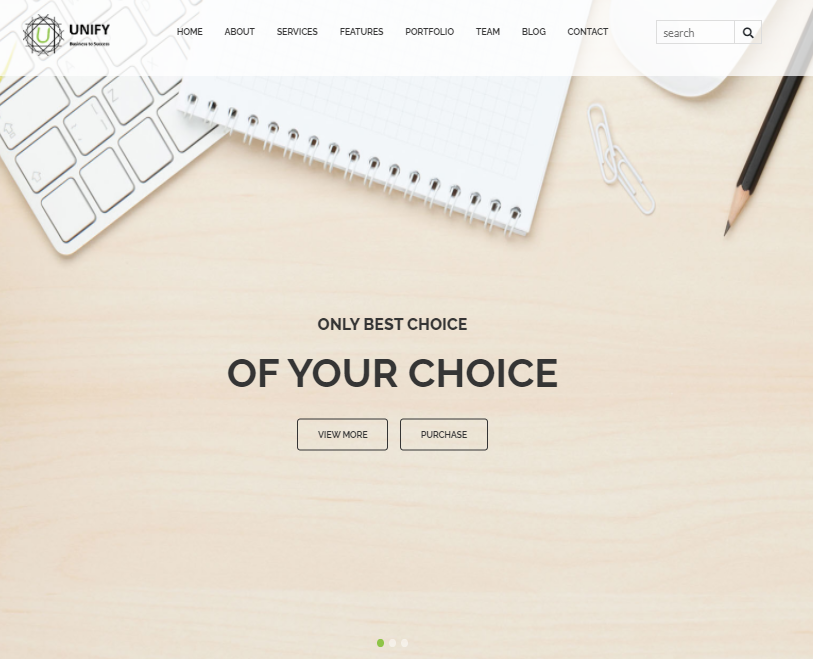 UNIFY
Business to Success
HOME ABOUT SERVICES FEATURES PORTFOLIO TEAM BLOG CONTACT
search
ONLY BEST CHOICE
OF YOUR CHOICE
VIEW MORE PURCHASE